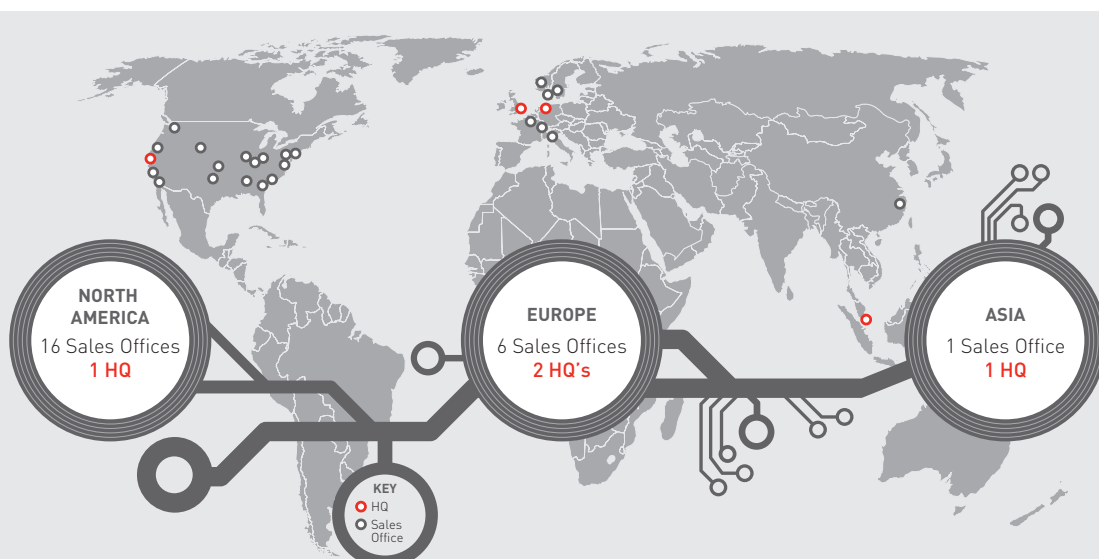 NORTH
AMERICA
16 Sales Offices
1 HQ
EUROPE
6 Sales Offices
2 HQ's
ASIA
1 Sales Office
1 HQ
KEY
HQ
Sales
Office